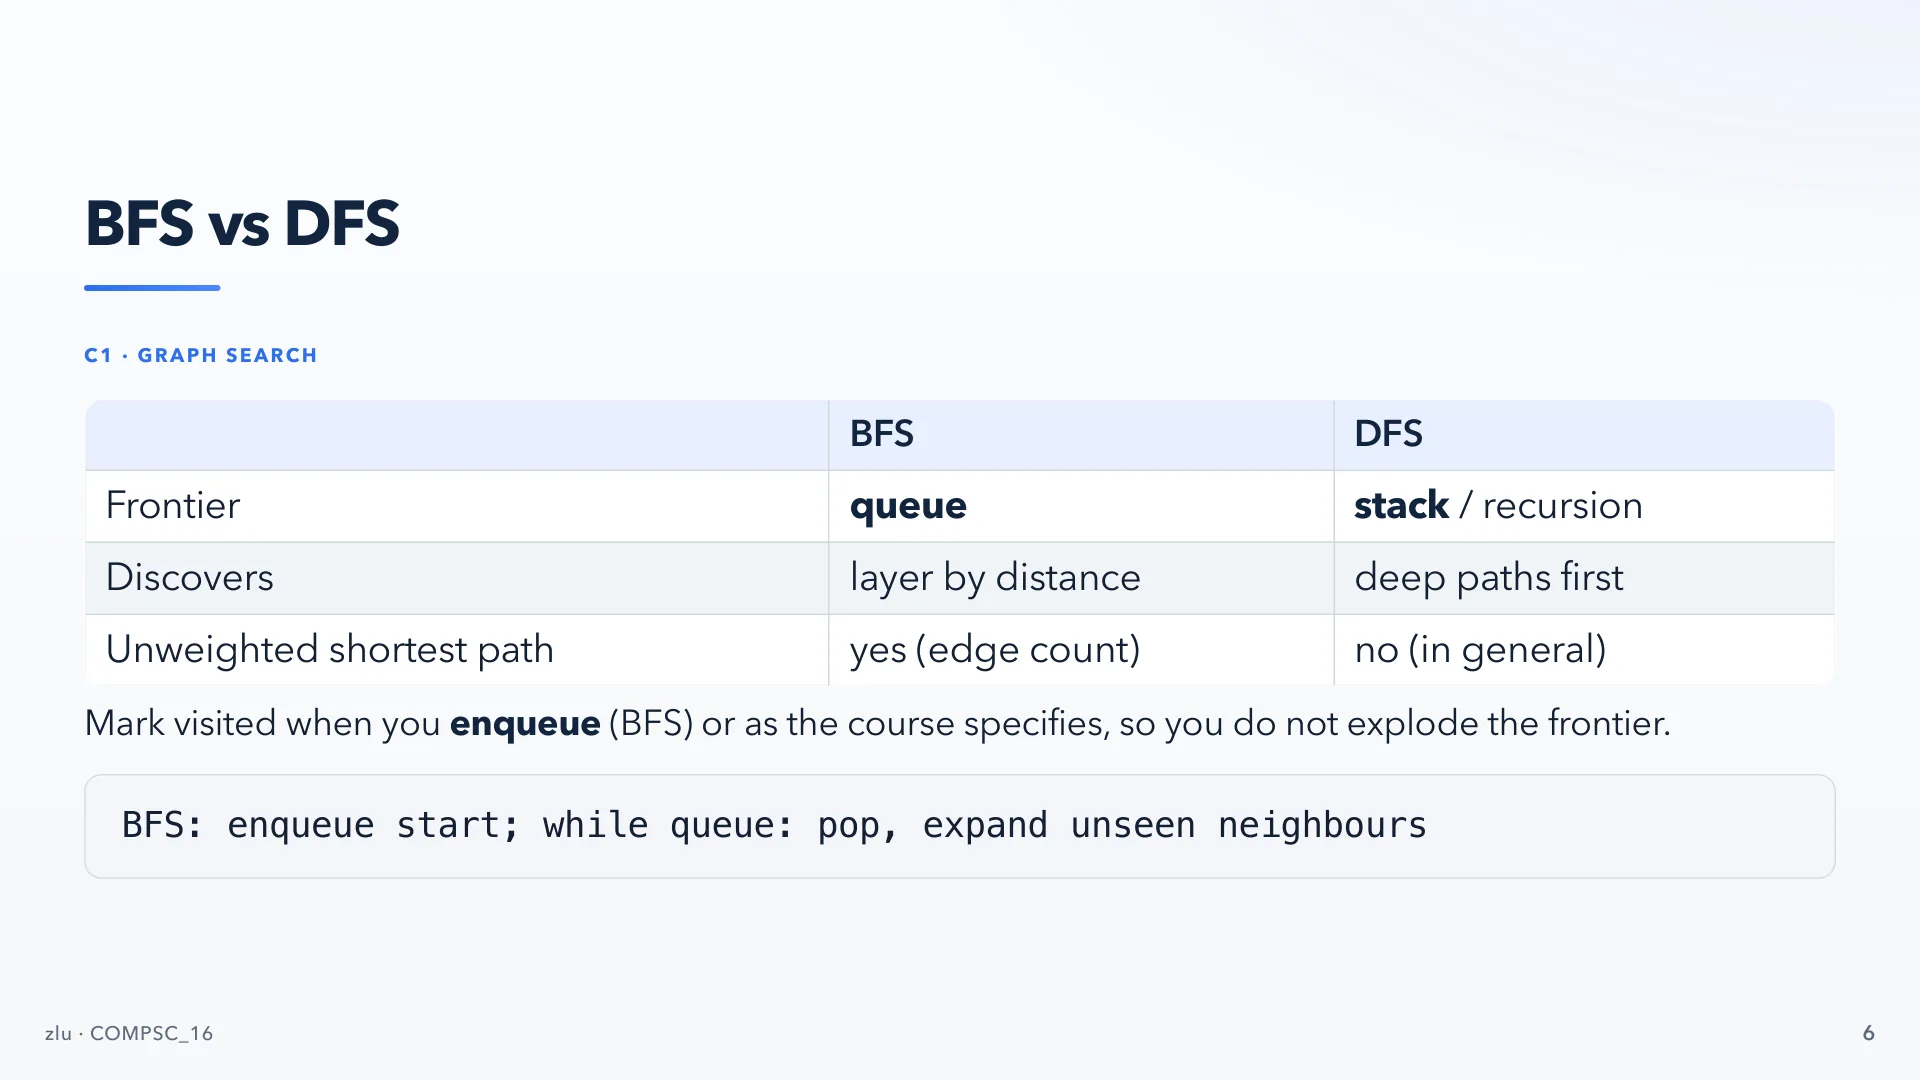 BFS vs DFS
C1 · GRAPH SEARCH
BFS DFS
Frontier queue stack / recursion
Discovers layer by distance deep paths first
Unweighted shortest path yes (edge count) no (in general)
Mark visited when you enqueue (BFS) or as the course specifies, so you do not explode the frontier.
BFS: enqueue start; while queue: pop, expand unseen neighbours
zlu · COMPSC_16 6